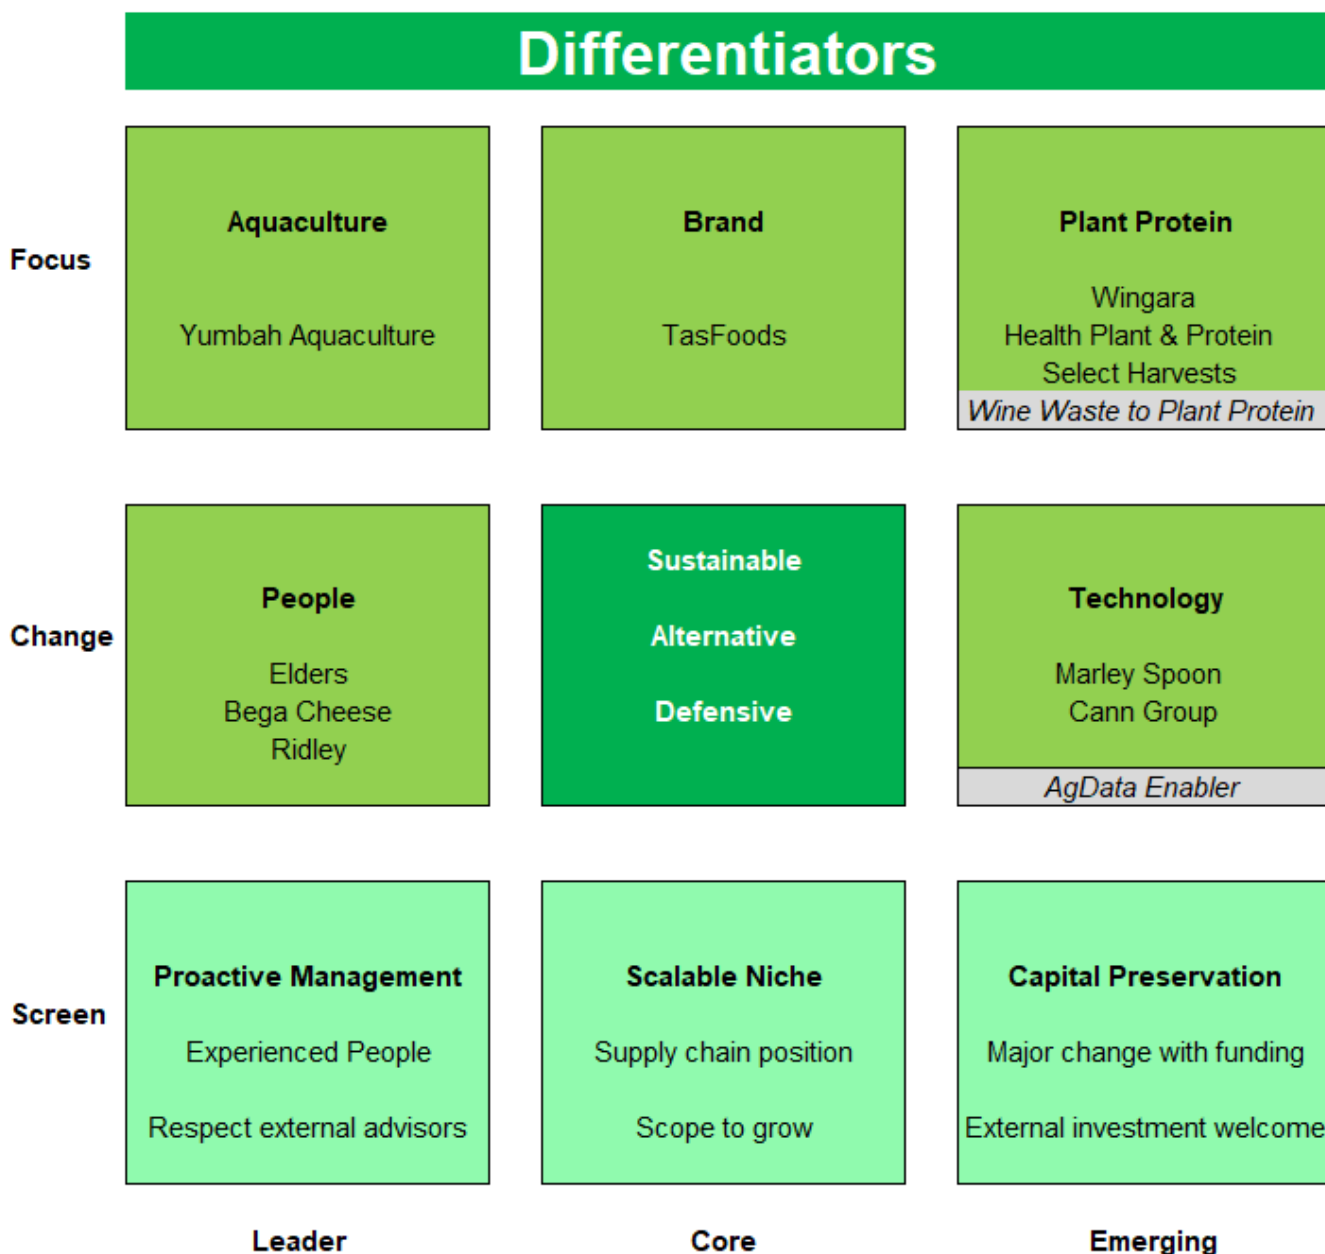 Differentiators
Focus
Aquaculture
Yumbah Aquaculture
Brand
TasFoods
Plant Protein
Wingara
Health Plant & Protein
Select Harvests
Wine Waste to Plant Protein
Change
People
Elders
Bega Cheese
Ridley
Sustainable
Alternative
Defensive
Technology
Marley Spoon
Cann Group
AgData Enabler
Screen
Proactive Management
Experienced People
Respect external advisors
Scalable Niche
Supply chain position
Scope to grow
Capital Preservation
Major change with funding
External investment welcome
Leader
Core
Emerging